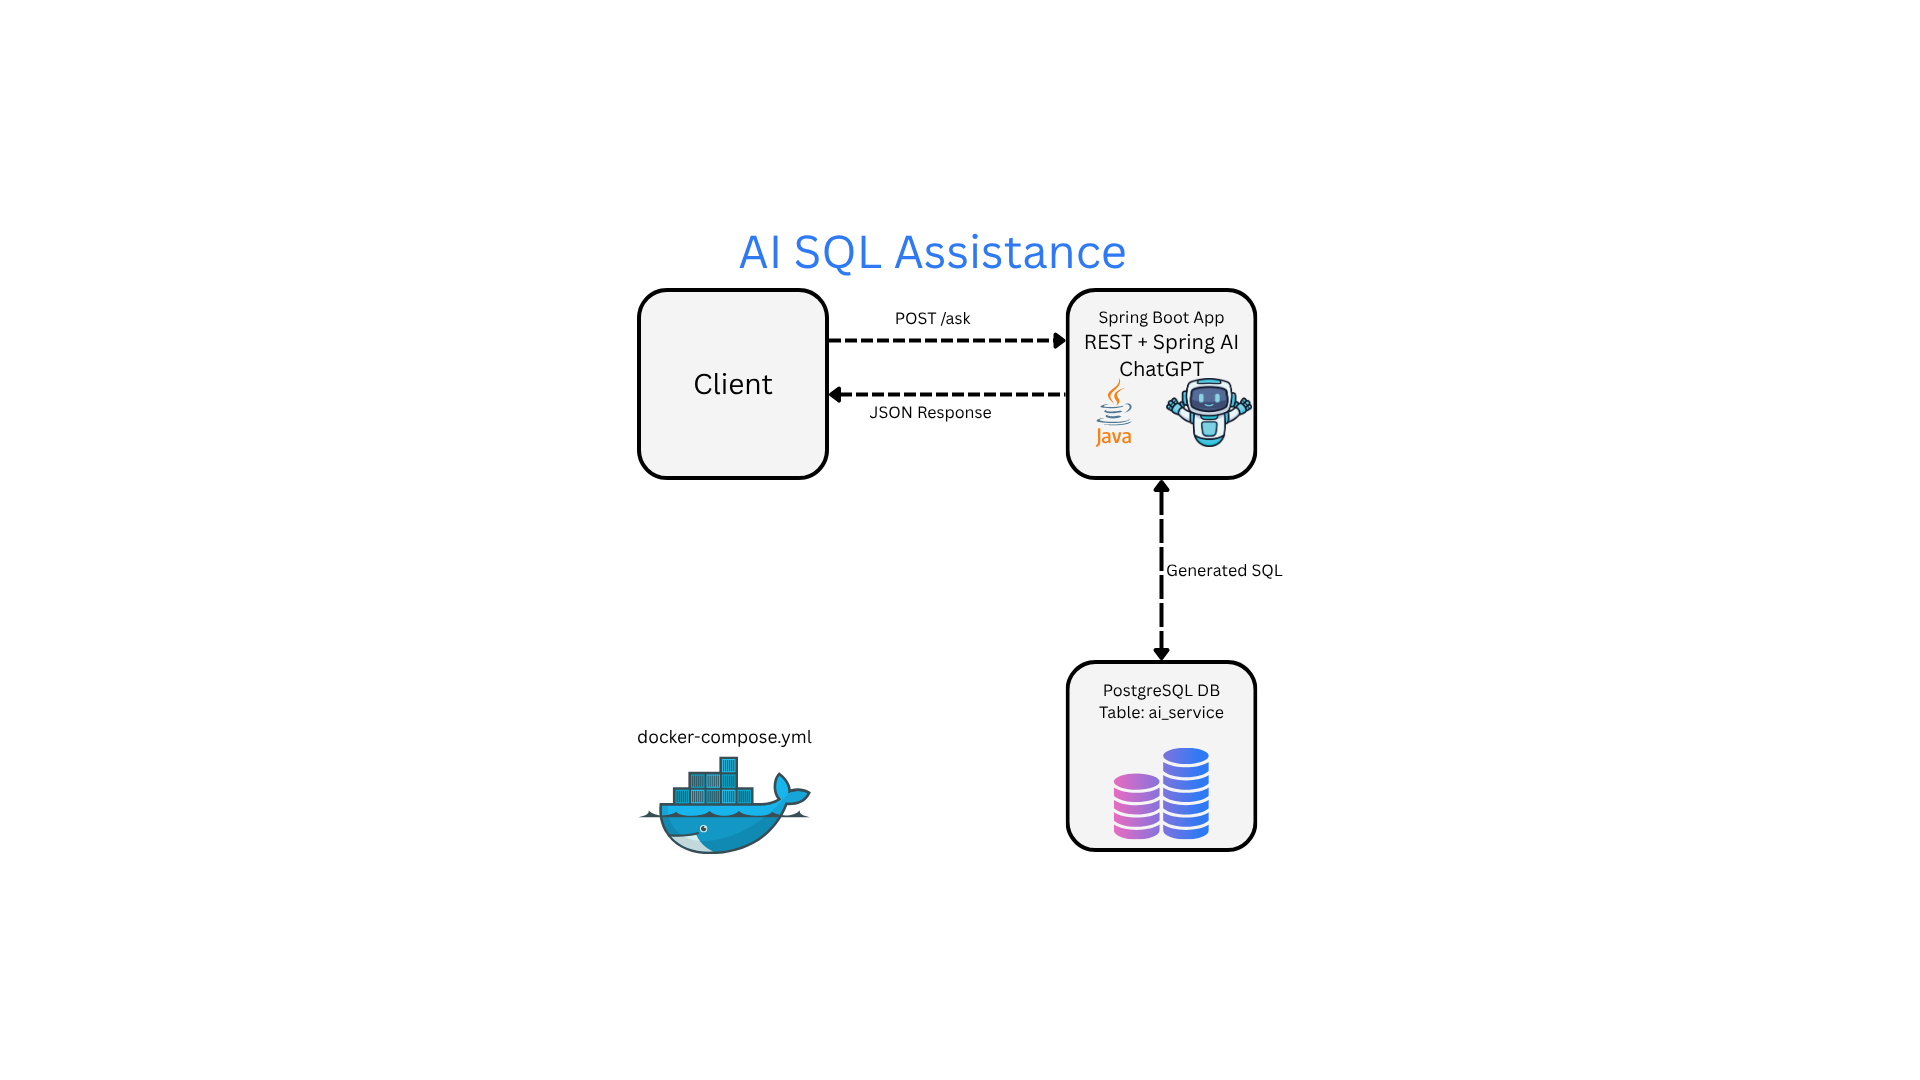 AI SQL Assistance
Client
POST /ask
JSON Response
Spring Boot App
REST + Spring AI
ChatGPT
Java
Generated SQL
PostgreSQL DB
Table: ai_service
docker-compose.yml